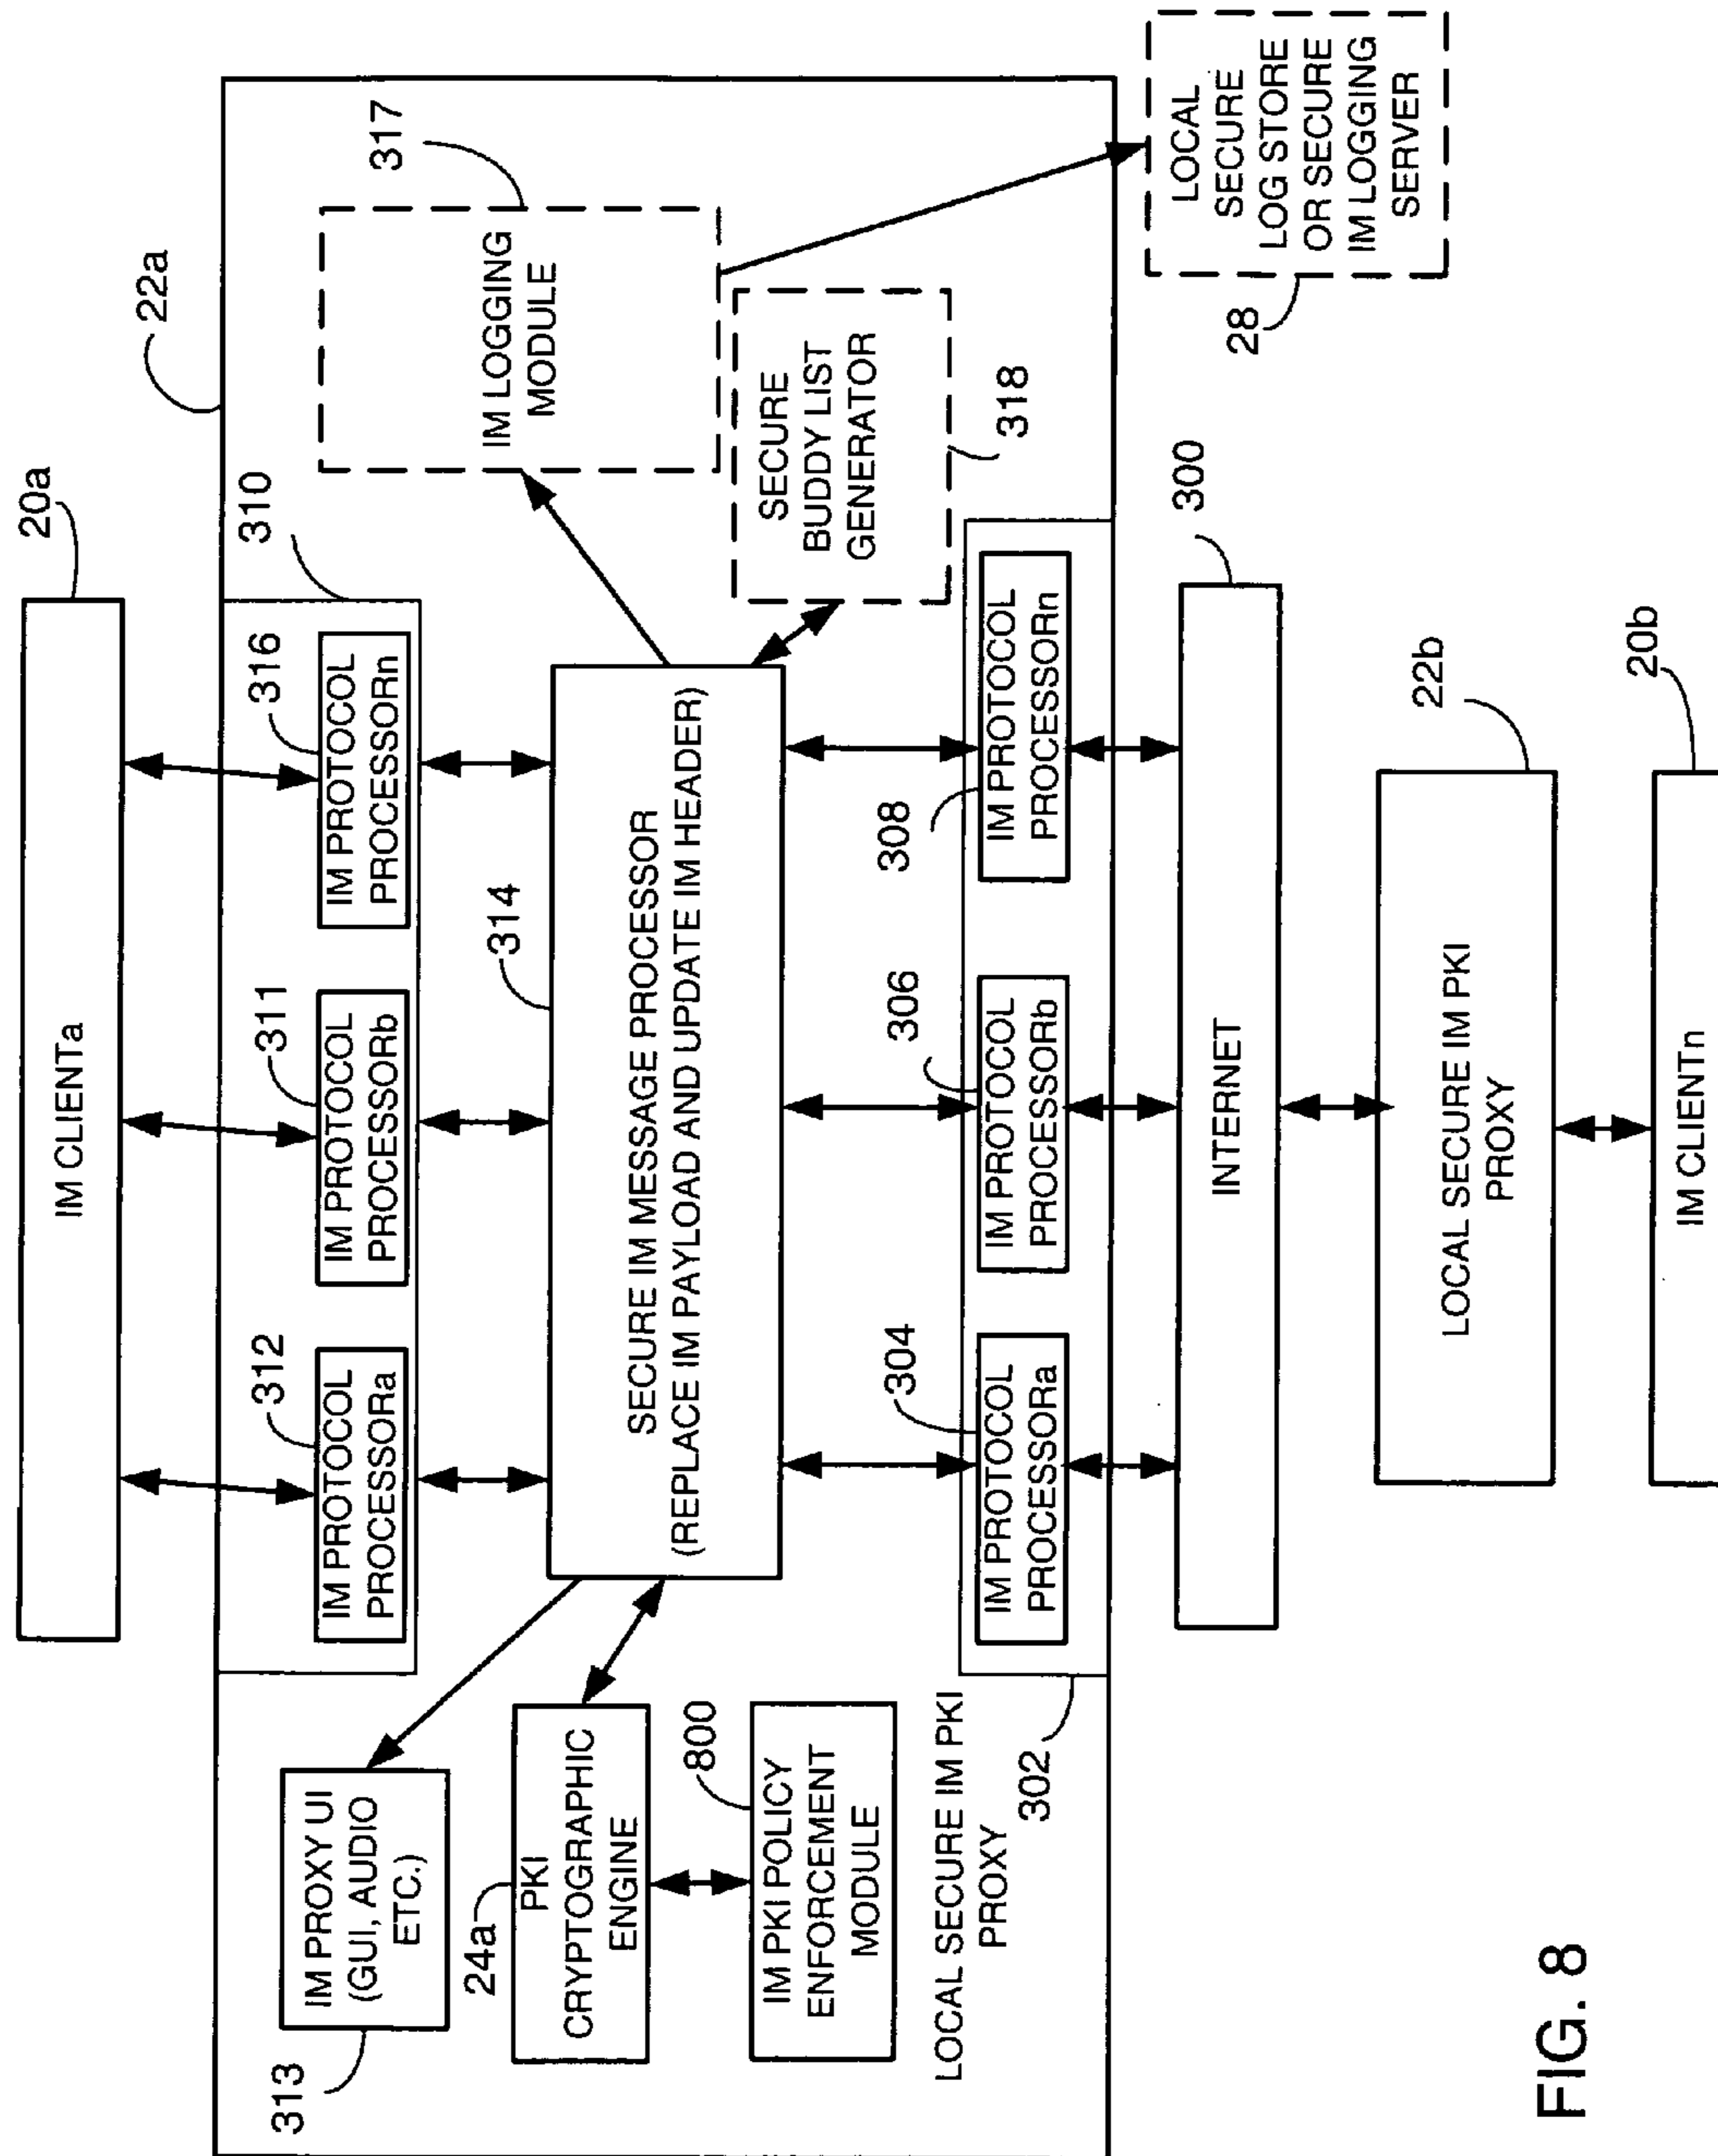 20a
IM CLIENTa
22a
310
312
311
316
IM PROTOCOL
PROCESSORa
IM PROTOCOL
PROCESSORb
IM PROTOCOL
PROCESSORn
317
IM LOGGING
MODULE
313
IM PROXY UI
(GUI, AUDIO
ETC.)
314
SECURE IM MESSAGE PROCESSOR
(REPLACE IM PAYLOAD AND UPDATE IM HEADER)
24a
PKI
CRYPTOGRAPHIC
ENGINE
800
IM PKI POLICY
ENFORCEMENT
MODULE
SECURE
BUDDY LIST
GENERATOR
318
304
306
308
IM PROTOCOL
PROCESSORa
IM PROTOCOL
PROCESSORb
IM PROTOCOL
PROCESSORn
LOCAL SECURE IM PKI
PROXY
302
LOCAL
SECURE
LOG STORE
OR SECURE
IM LOGGING
SERVER
28
300
INTERNET
22b
LOCAL SECURE IM PKI
PROXY
20b
IM CLIENTn
FIG. 8